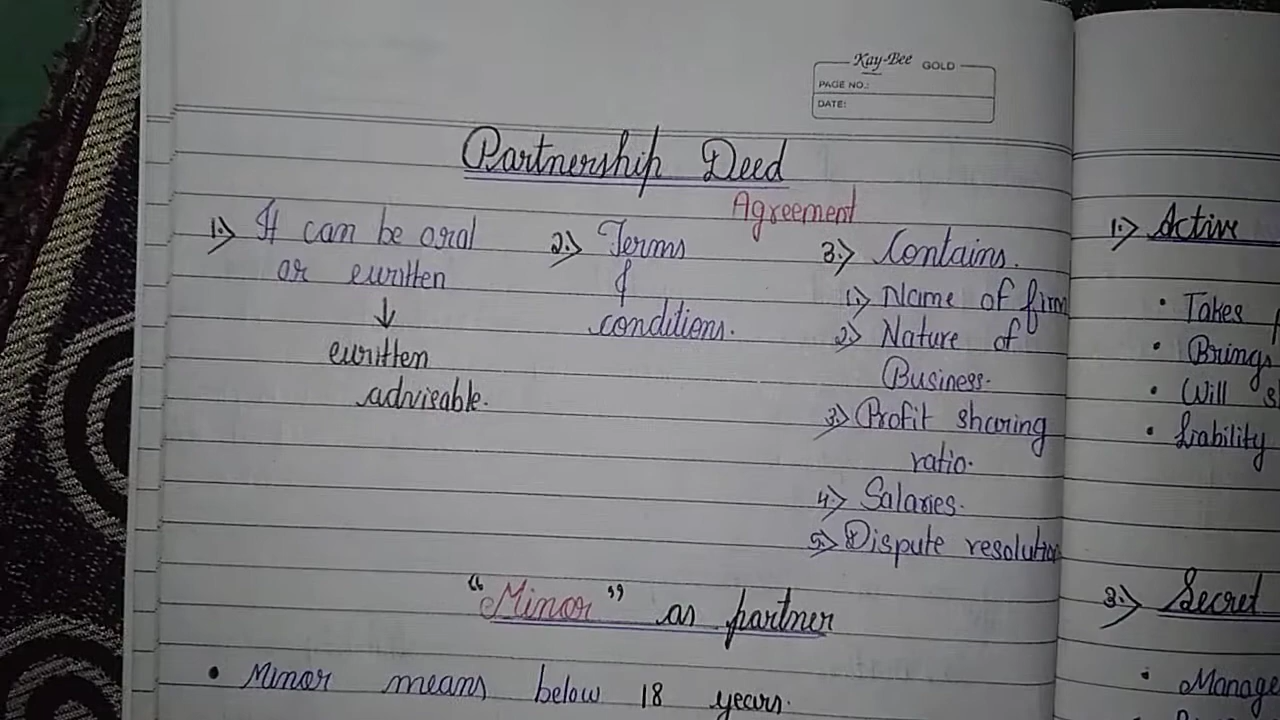 Kay-Bee GOLD
PAGE NO.:
DATE:
Partnership Deed
Agreement
1.) It can be oral
or written
↓
written
advisable.
2.) Terms
&
conditions.
3.) Contains.
1.) Name of firm
2.) Nature of
Business.
3.) Profit sharing
ratio.
4.) Salaries.
5.) Dispute resolution
"Minor" as partner
• Minor means below 18 years.
1.) Active
• Takes
• Brings
• Will
• Liability
3.) Secret
• Manage